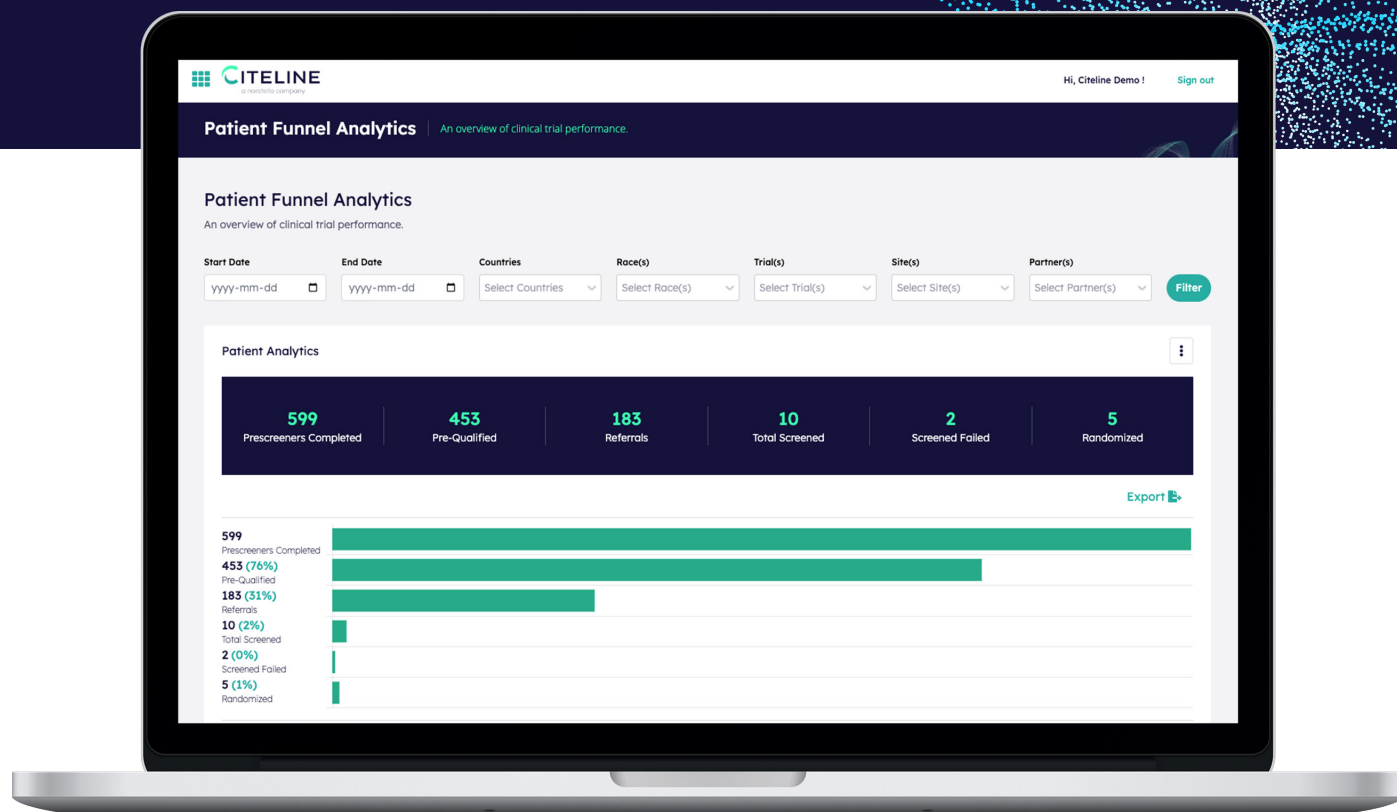 CITELINE
a norstella company
Hi, Citeline Demo ! Sign out
Patient Funnel Analytics An overview of clinical trial performance.
Patient Funnel Analytics
An overview of clinical trial performance.
Start Date End Date Countries Race(s) Trial(s) Site(s) Partner(s)
yyyy-mm-dd yyyy-mm-dd Select Countries Select Race(s) Select Trial(s) Select Site(s) Select Partner(s) Filter
Patient Analytics
599 453 183 10 2 5
Prescreeners Completed Pre-Qualified Referrals Total Screened Screened Failed Randomized
Export
599
Prescreeners Completed
453 (76%)
Pre-Qualified
183 (31%)
Referrals
10 (2%)
Total Screened
2 (0%)
Screened Failed
5 (1%)
Randomized